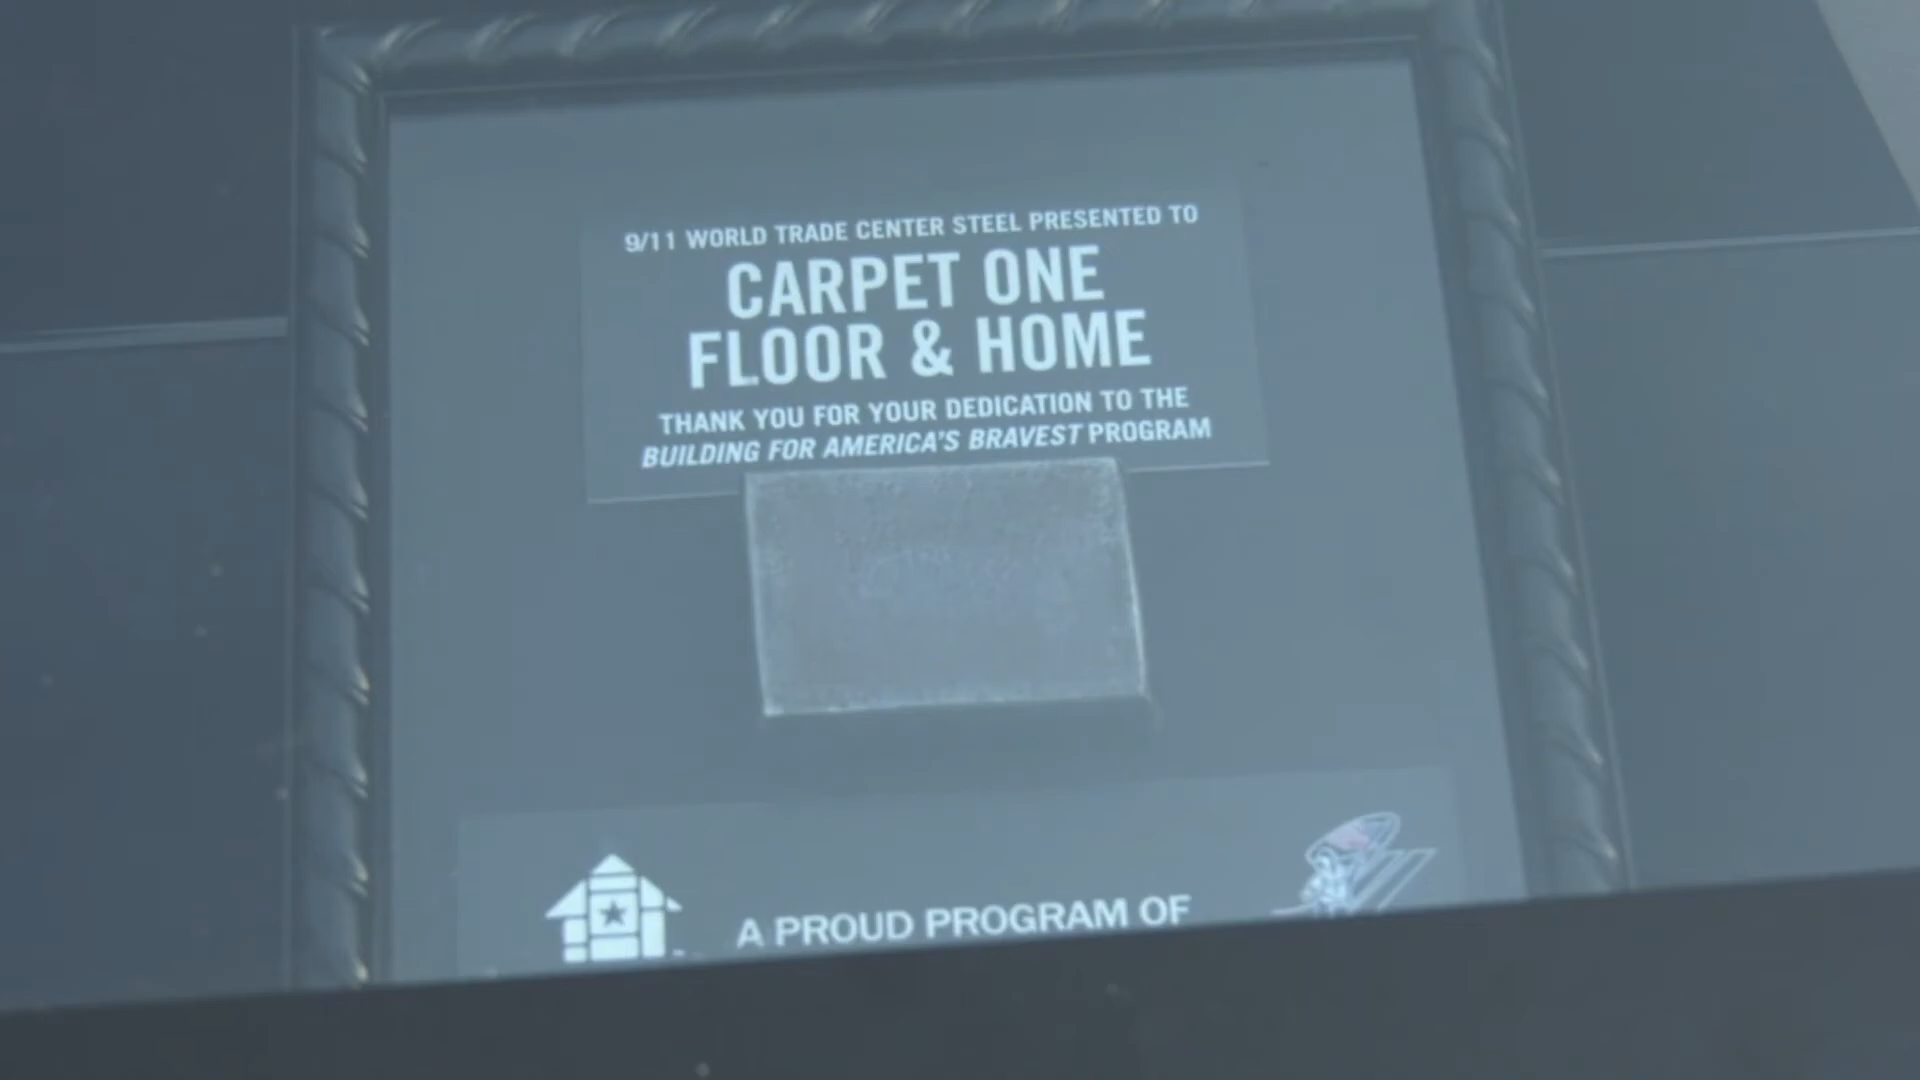 9/11 WORLD TRADE CENTER STEEL PRESENTED TO
CARPET ONE
FLOOR & HOME
THANK YOU FOR YOUR DEDICATION TO THE
BUILDING FOR AMERICA'S BRAVEST PROGRAM
A PROUD PROGRAM OF